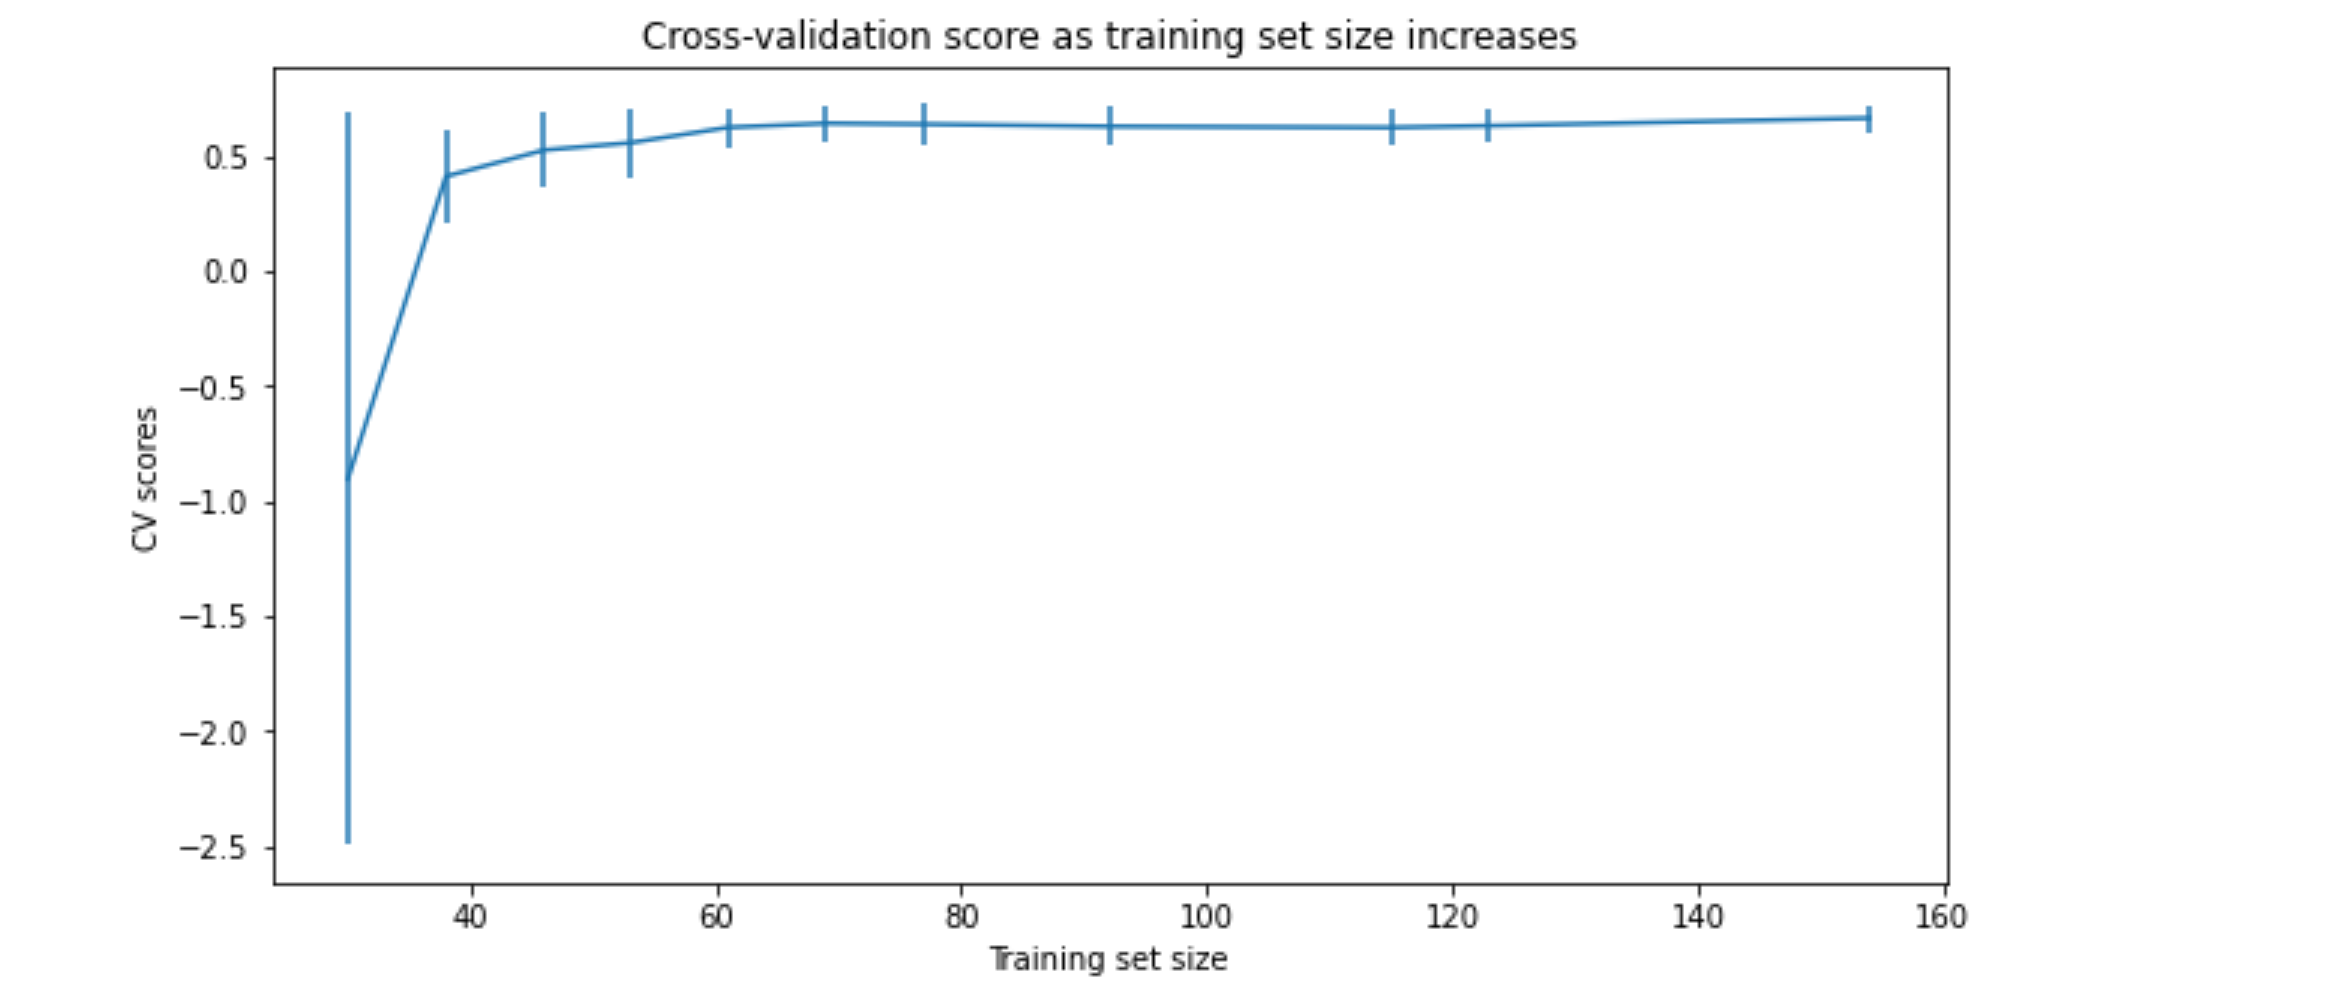 Cross-validation score as training set size increases
0.5
0.0
−0.5
−1.0
−1.5
−2.0
−2.5
CV scores
40 60 80 100 120 140 160
Training set size